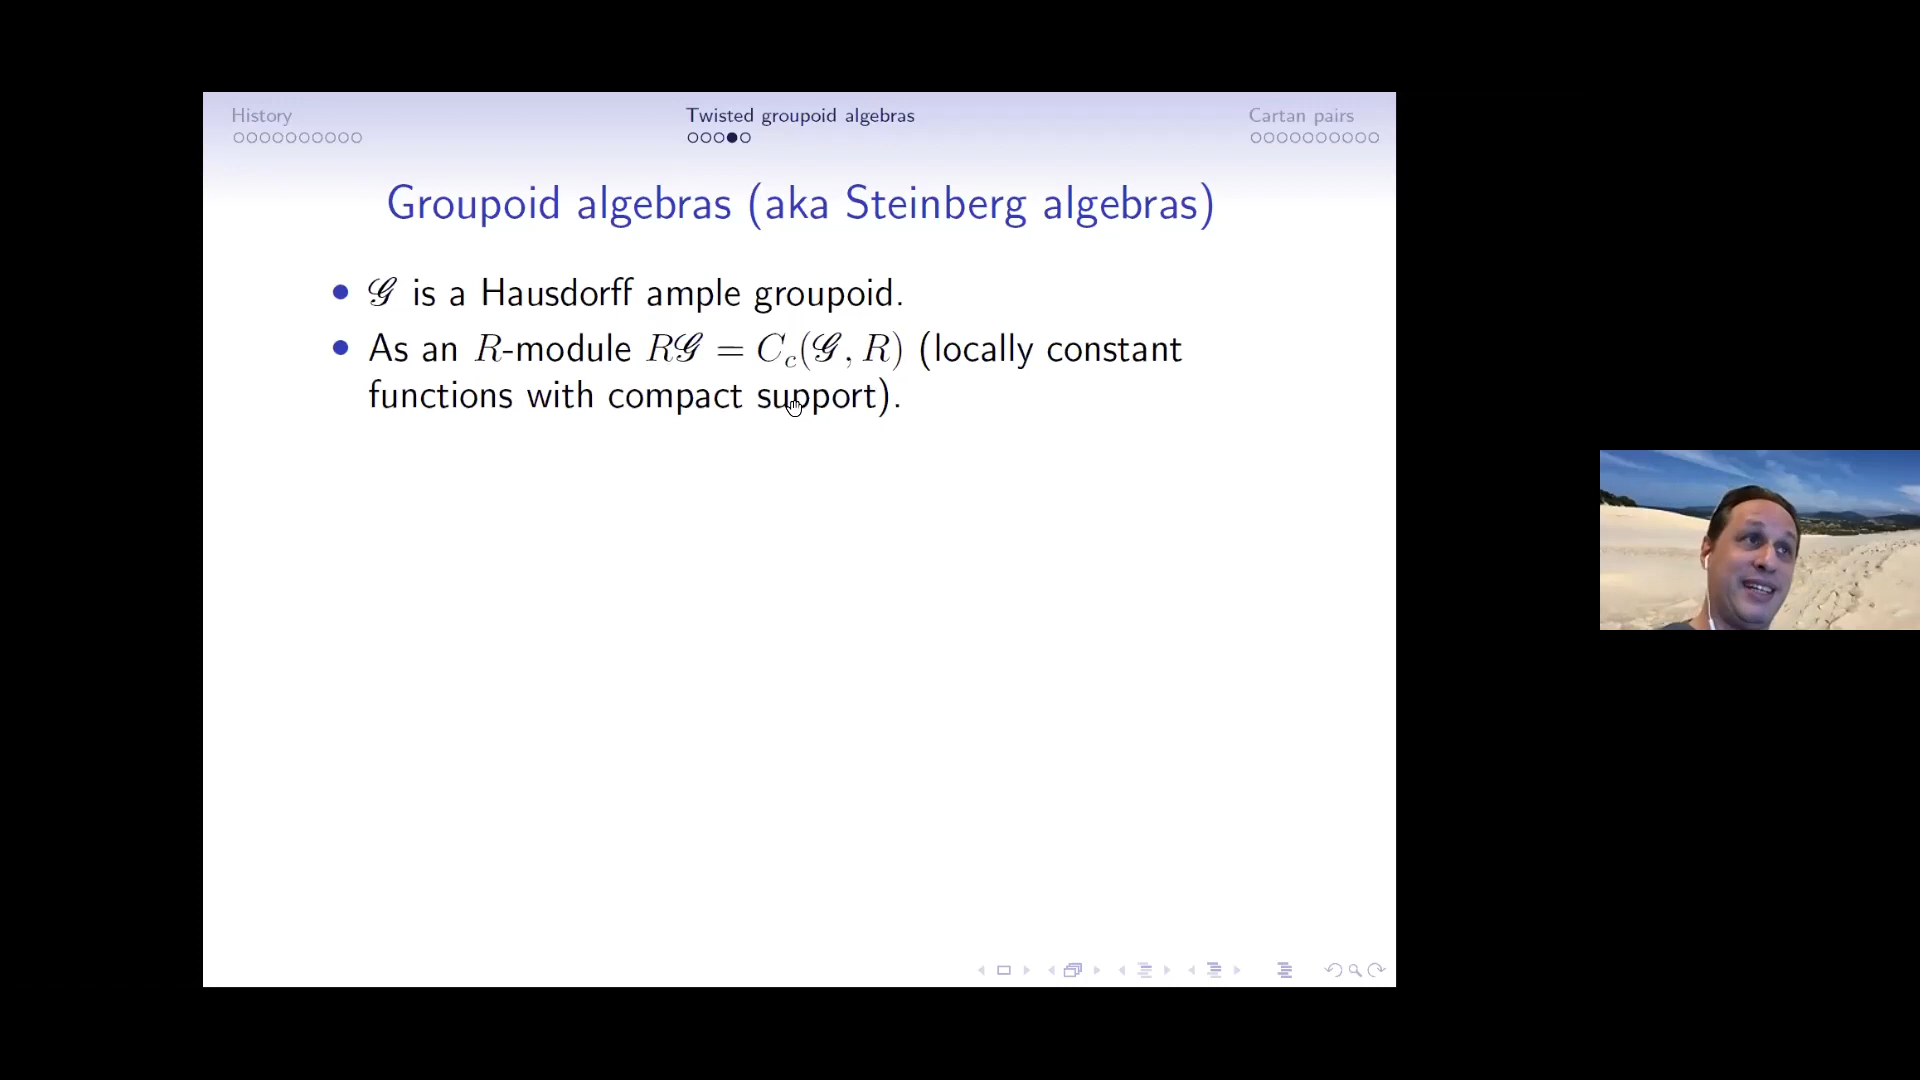 History Twisted groupoid algebras Cartan pairs
Groupoid algebras (aka Steinberg algebras)
• 𝒢 is a Hausdorff ample groupoid.
• As an R-module R𝒢 = C_c(𝒢, R) (locally constant
functions with compact support).